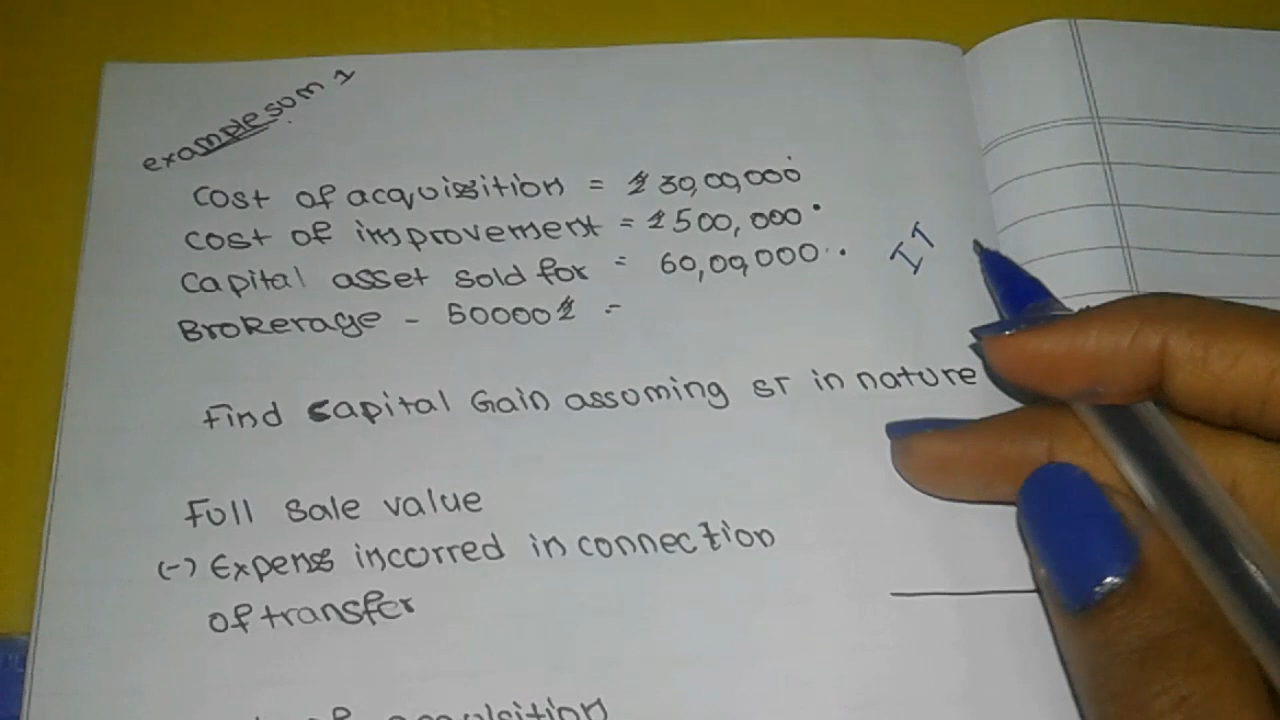 example som 1
cost of acquisition = ₹ 30,00,000
cost of improvement = ₹ 500,000
capital asset sold for = 60,00,000
Brokerage - 50000 ₹ =
IT
Find capital Gain assuming ST in nature
Full sale value
(-) Expens incurred in connection
of transfer
acquisition